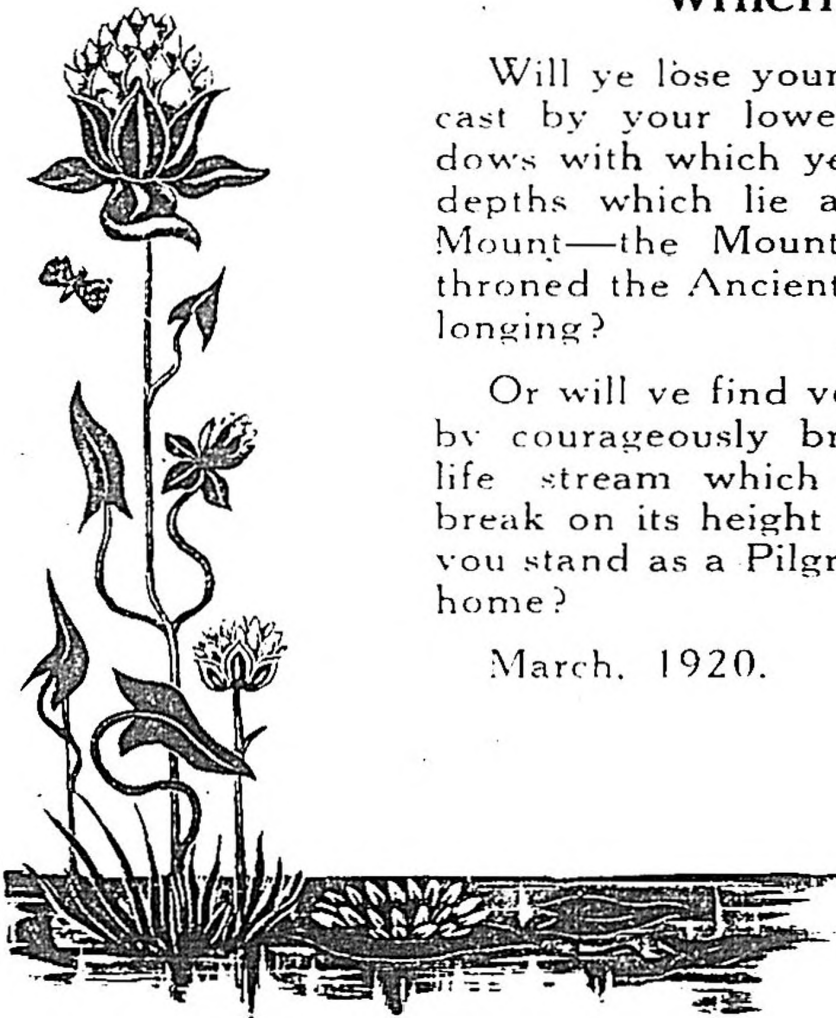 Will ye lose your
cast by your lowe
dows with which ye
depths which lie a
Mount—the Mount
throned the Ancient
longing?
Or will ye find
by courageously br
life stream which
break on its height
you stand as a Pilgr
home?
March, 1920.